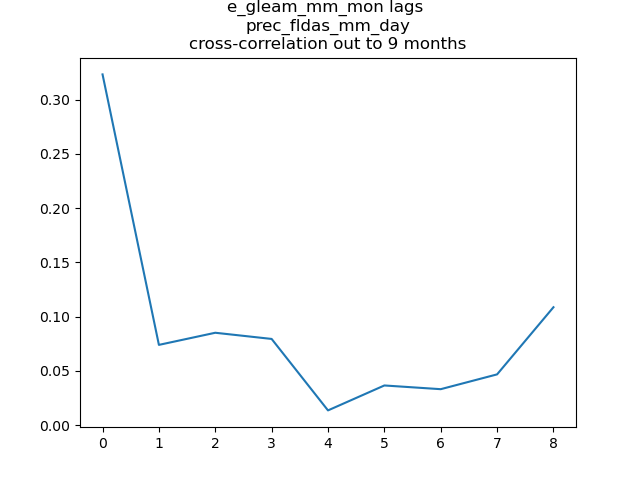 e_gleam_mm_mon lags
prec_fldas_mm_day
cross-correlation out to 9 months
0.30
0.25
0.20
0.15
0.10
0.05
0.00
0 1 2 3 4 5 6 7 8